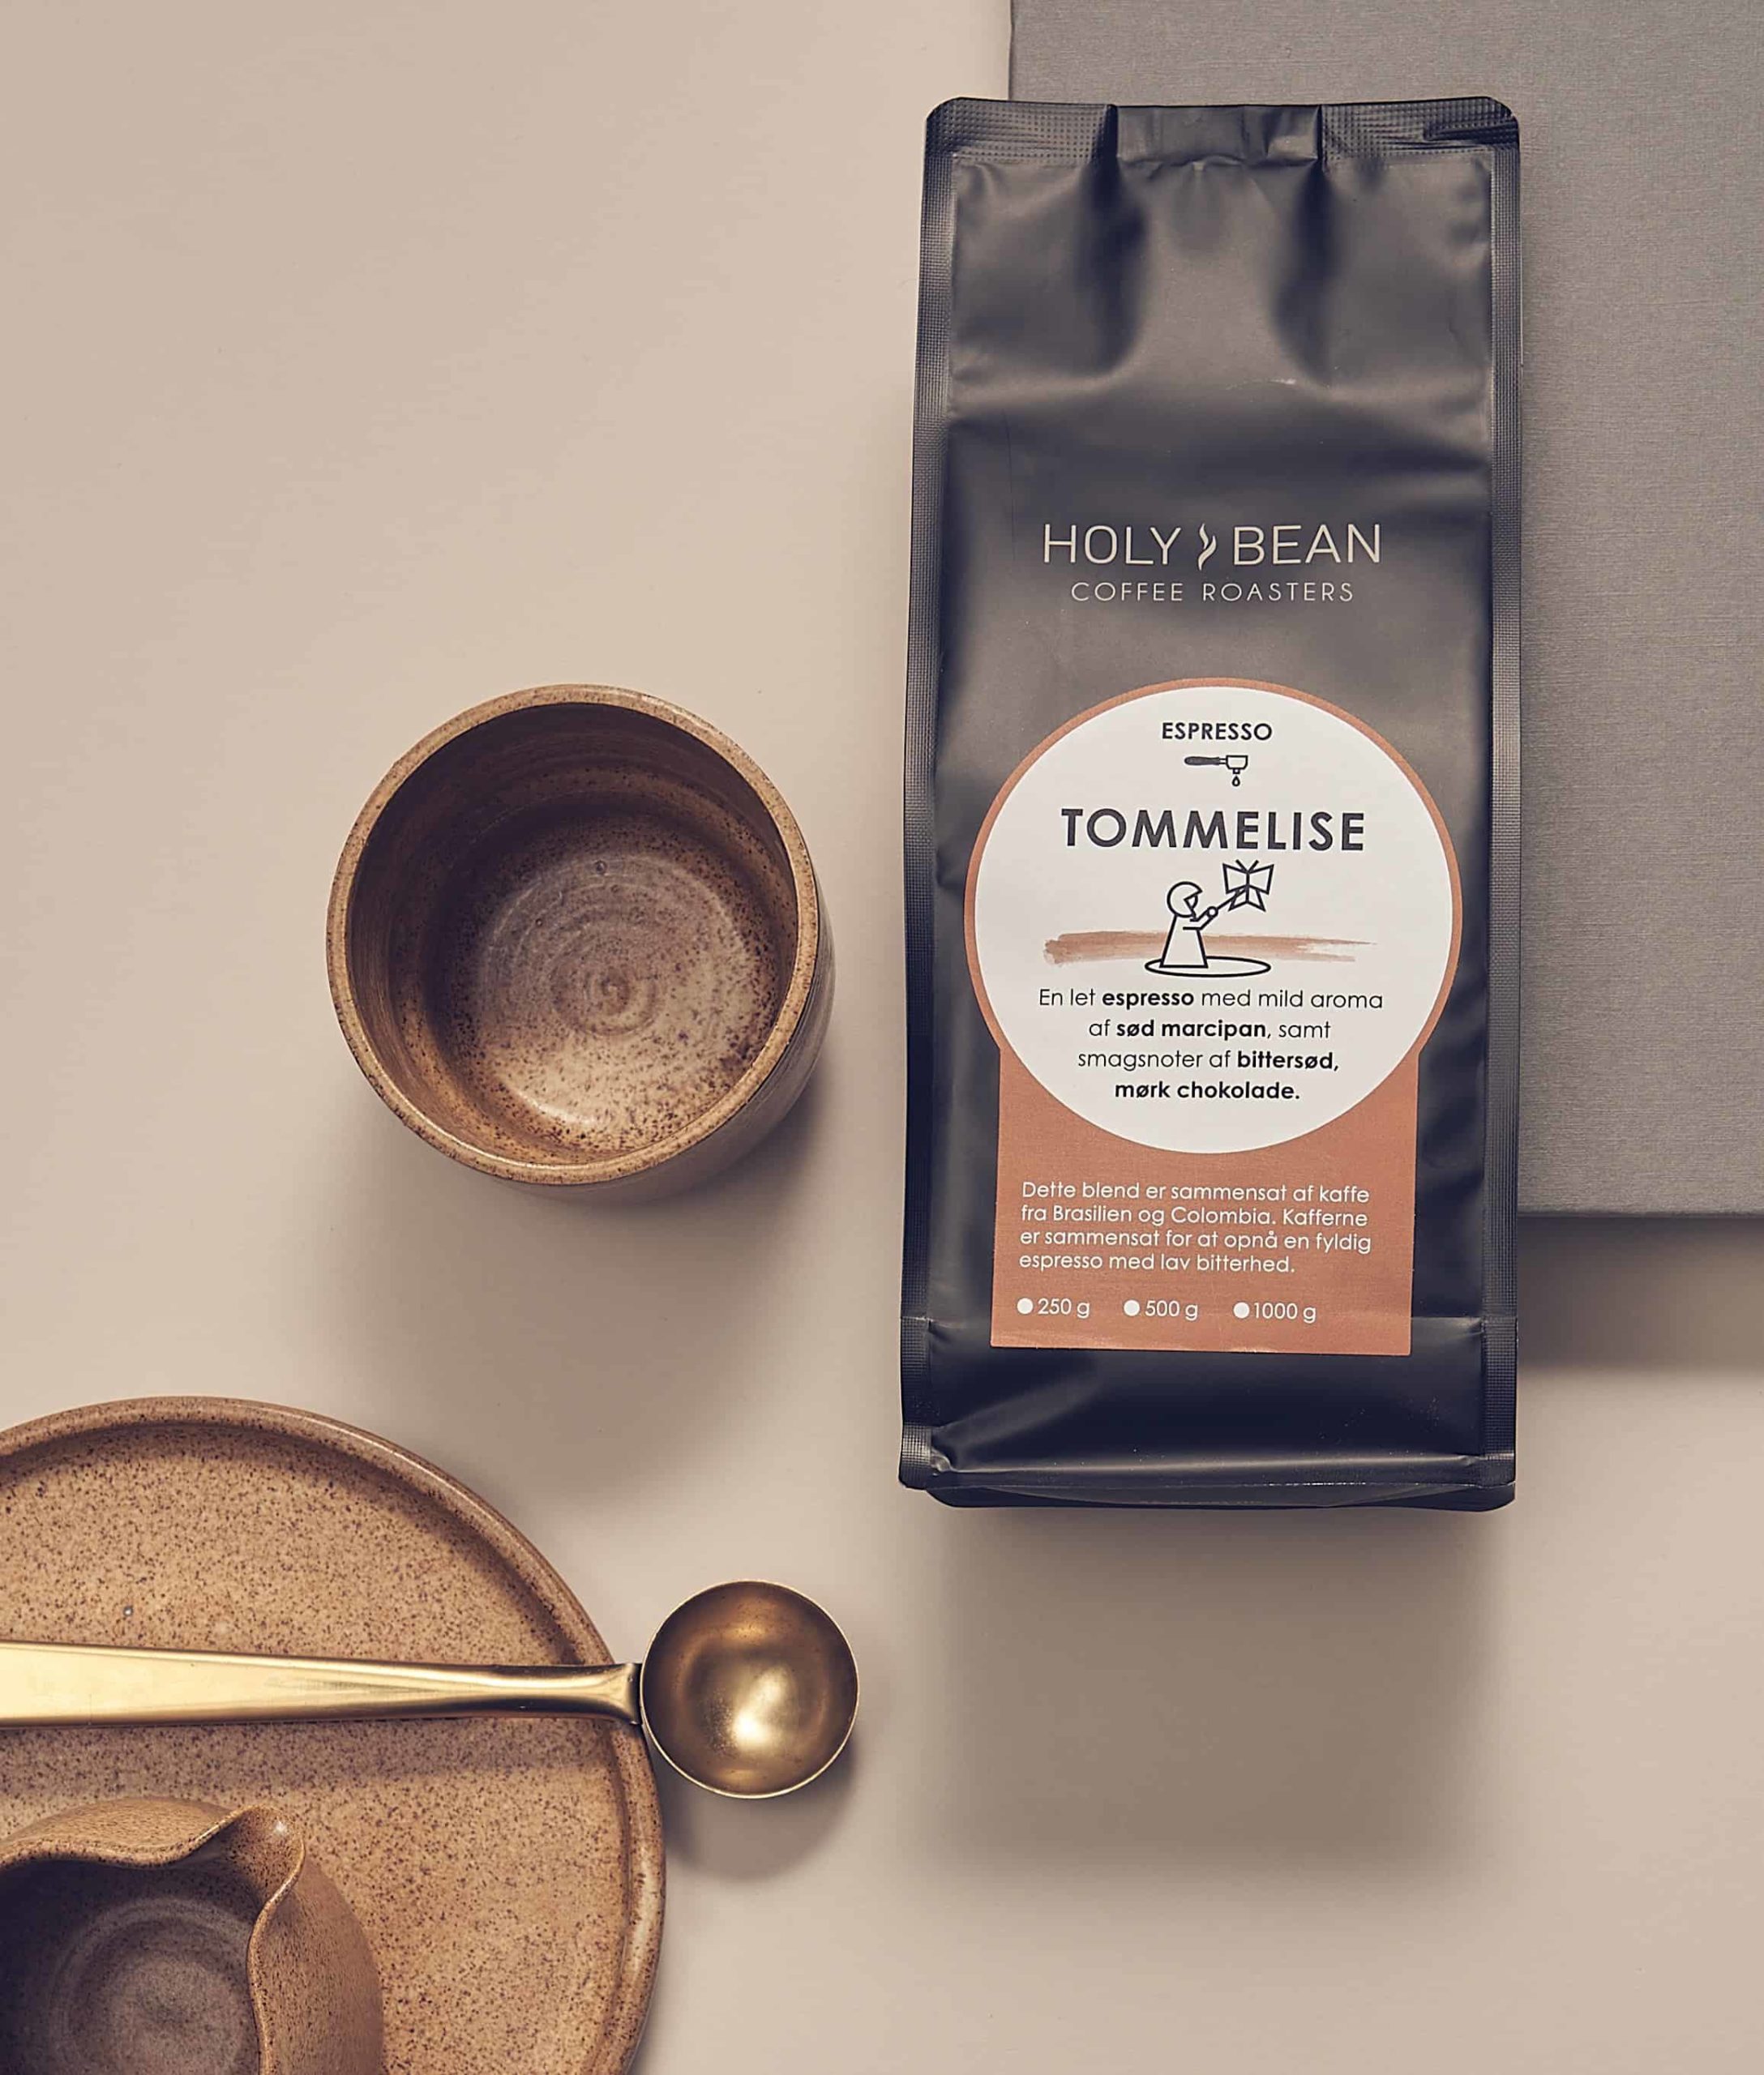 HOLY BEAN
COFFEE ROASTERS
ESPRESSO
TOMMELISE
En let espresso med mild aroma
af sød marcipan, samt
smagsnoter af bittersød,
mørk chokolade.
Dette blend er sammensat af kaffe
fra Brasilien og Colombia. Kafferne
er sammensat for at opnå en fyldig
espresso med lav bitterhed.
250 g 500 g 1000 g